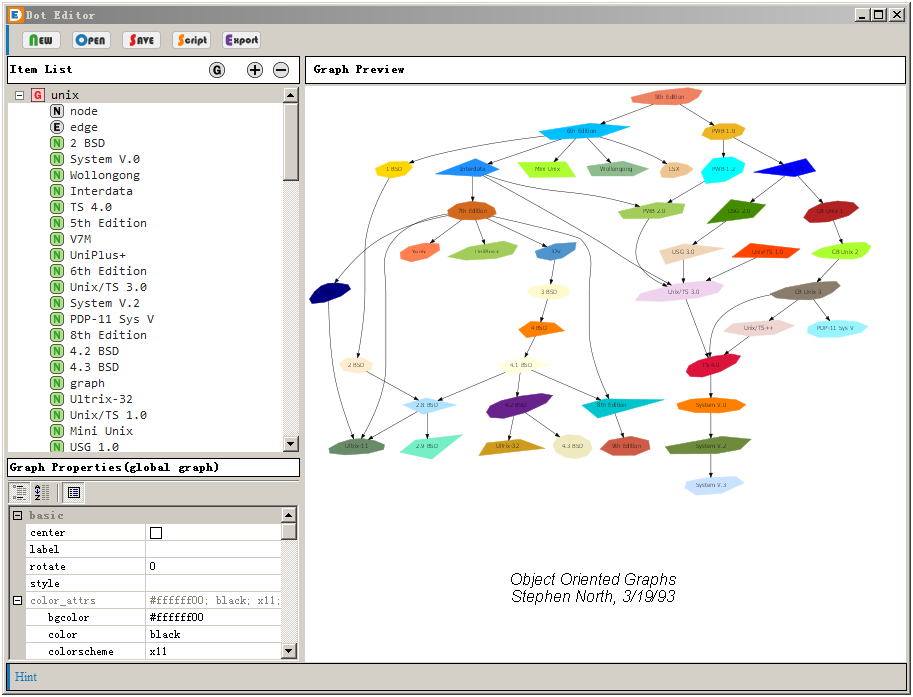 E Dot Editor
New Open Save Script Export
Item List G
Graph Preview
G unix
N node
E edge
N 2 BSD
N System V.0
N Wollongong
N Interdata
N TS 4.0
N 5th Edition
N V7M
N UniPlus+
N 6th Edition
N Unix/TS 3.0
N System V.2
N PDP-11 Sys V
N 8th Edition
N 4.2 BSD
N 4.3 BSD
N graph
N Ultrix-32
N Unix/TS 1.0
N Mini Unix
N USG 1.0
Graph Properties(global graph)
basic
center
label
rotate 0
style
color_attrs #ffffff00; black; x11;
bgcolor #ffffff00
color black
colorscheme x11
5th Edition
6th Edition
PWB 1.0
1 BSD
Interdata
Mini Unix
Wollongong
LSX
PWB 1.2
7th Edition
PWB 2.0
USG 2.0
CB Unix 1
Xenix
UniPlus+
32V
USG 3.0
Unix/TS 1.0
CB Unix 2
3 BSD
Unix/TS 3.0
CB Unix 3
4 BSD
Unix/TS++
PDP-11 Sys V
2 BSD
4.1 BSD
TS 4.0
2.8 BSD
4.2 BSD
8th Edition
System V.0
Ultrix-11
2.9 BSD
Ultrix-32
4.3 BSD
9th Edition
System V.2
System V.3
Object Oriented Graphs
Stephen North, 3/19/93
Hint